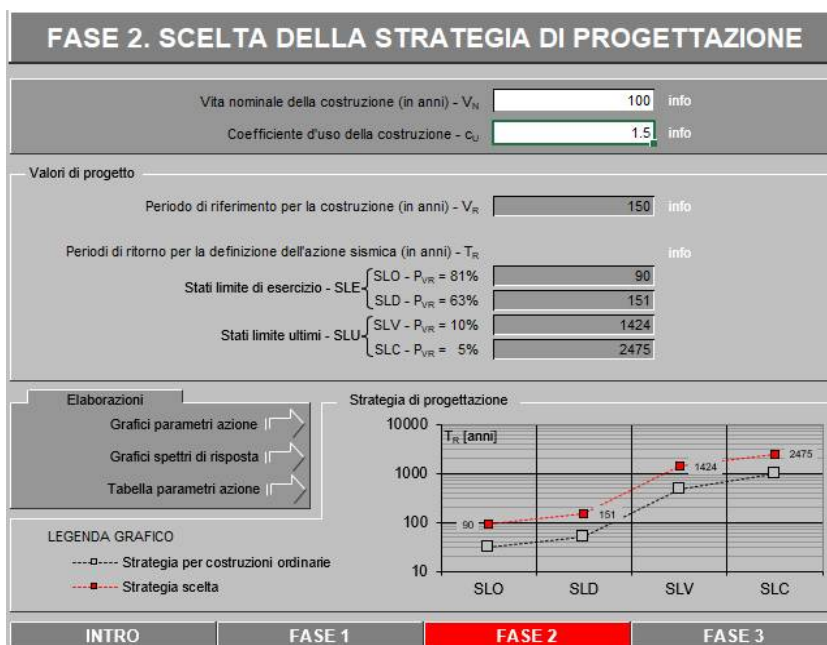 FASE 2. SCELTA DELLA STRATEGIA DI PROGETTAZIONE
Vita nominale della costruzione (in anni) - VN 100 info
Coefficiente d'uso della costruzione - cU 1.5 info
Valori di progetto
Periodo di riferimento per la costruzione (in anni) - VR 150 info
Periodi di ritorno per la definizione dell'azione sismica (in anni) - TR info
Stati limite di esercizio - SLE
SLO - PVR = 81% 90
SLD - PVR = 63% 151
Stati limite ultimi - SLU
SLV - PVR = 10% 1424
SLC - PVR = 5% 2475
Elaborazioni
Grafici parametri azione
Grafici spettri di risposta
Tabella parametri azione
LEGENDA GRAFICO
Strategia per costruzioni ordinarie
Strategia scelta
Strategia di progettazione
TR [anni]
10000
1000
100
10
90
151
1424
2475
SLO SLD SLV SLC
INTRO FASE 1 FASE 2 FASE 3